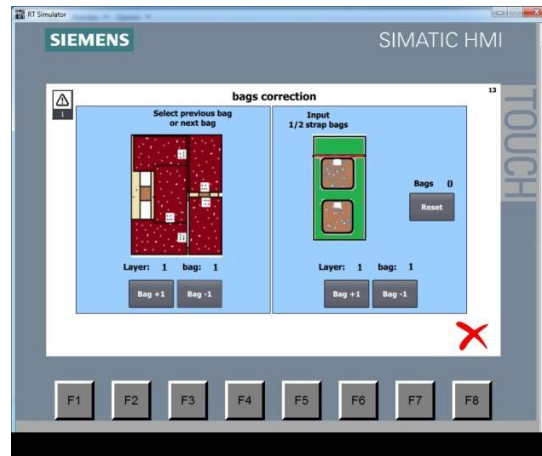 RT Simulator
SIEMENS
SIMATIC HMI
TOUCH
1
bags correction
13
Select previous bag
or next bag
Input
1/2 strap bags
Bags 0
Reset
Layer: 1 bag: 1
Layer: 1 bag: 1
Bag +1
Bag -1
Bag +1
Bag -1
F1
F2
F3
F4
F5
F6
F7
F8